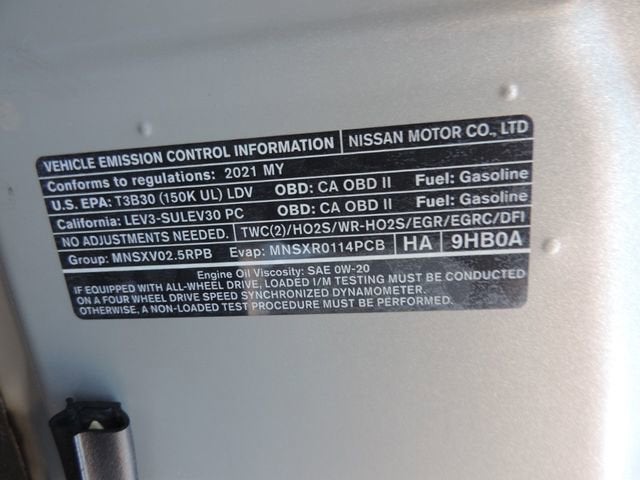 VEHICLE EMISSION CONTROL INFORMATION NISSAN MOTOR CO., LTD
Conforms to regulations: 2021 MY
U.S. EPA: T3B30 (150K UL) LDV OBD: CA OBD II Fuel: Gasoline
California: LEV3-SULEV30 PC OBD: CA OBD II Fuel: Gasoline
NO ADJUSTMENTS NEEDED. TWC(2)/HO2S/WR-HO2S/EGR/EGRC/DFI
Group: MNSXV02.5RPB Evap: MNSXR0114PCB HA 9HB0A
Engine Oil Viscosity: SAE 0W-20
IF EQUIPPED WITH ALL-WHEEL DRIVE, LOADED I/M TESTING MUST BE EXECUTED
ON A FOUR WHEEL DRIVE SPEED SYNCHRONIZED DYNAMOMETER.
OTHERWISE, A NON-LOADED TEST PROCEDURE MUST BE PERFORMED.